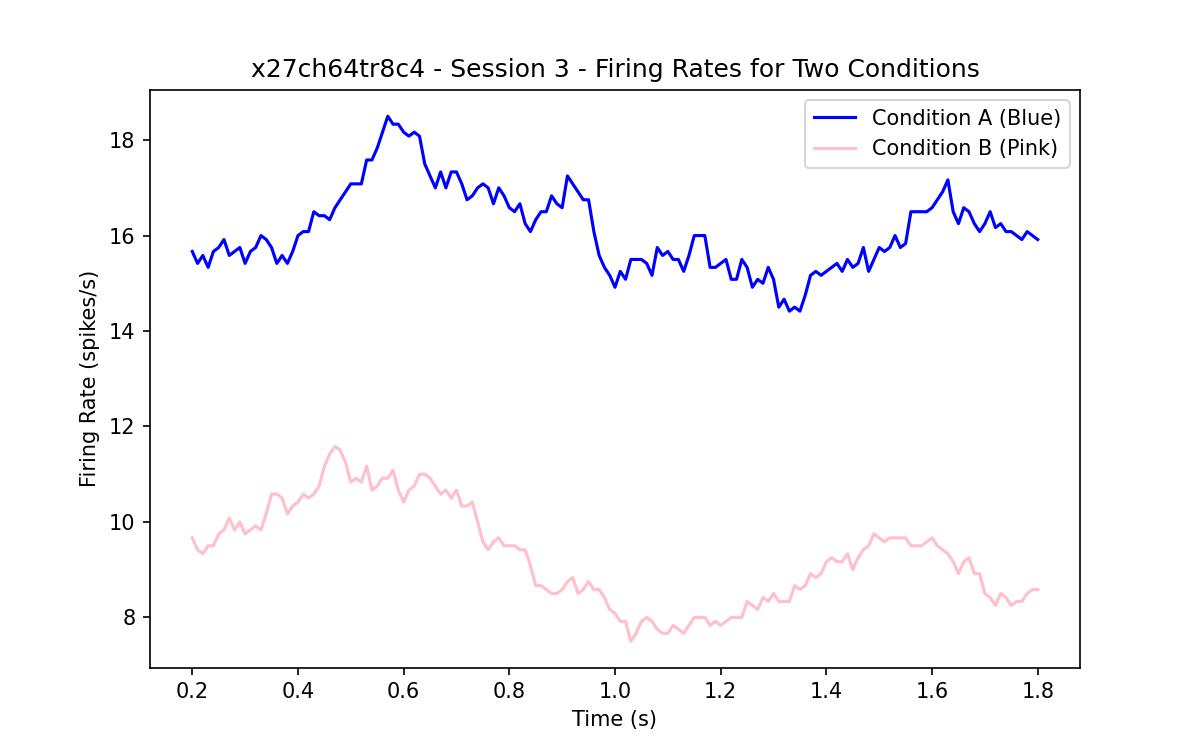 x27ch64tr8c4 - Session 3 - Firing Rates for Two Conditions
Condition A (Blue)
Condition B (Pink)
Firing Rate (spikes/s)
18
16
14
12
10
8
0.2 0.4 0.6 0.8 1.0 1.2 1.4 1.6 1.8
Time (s)